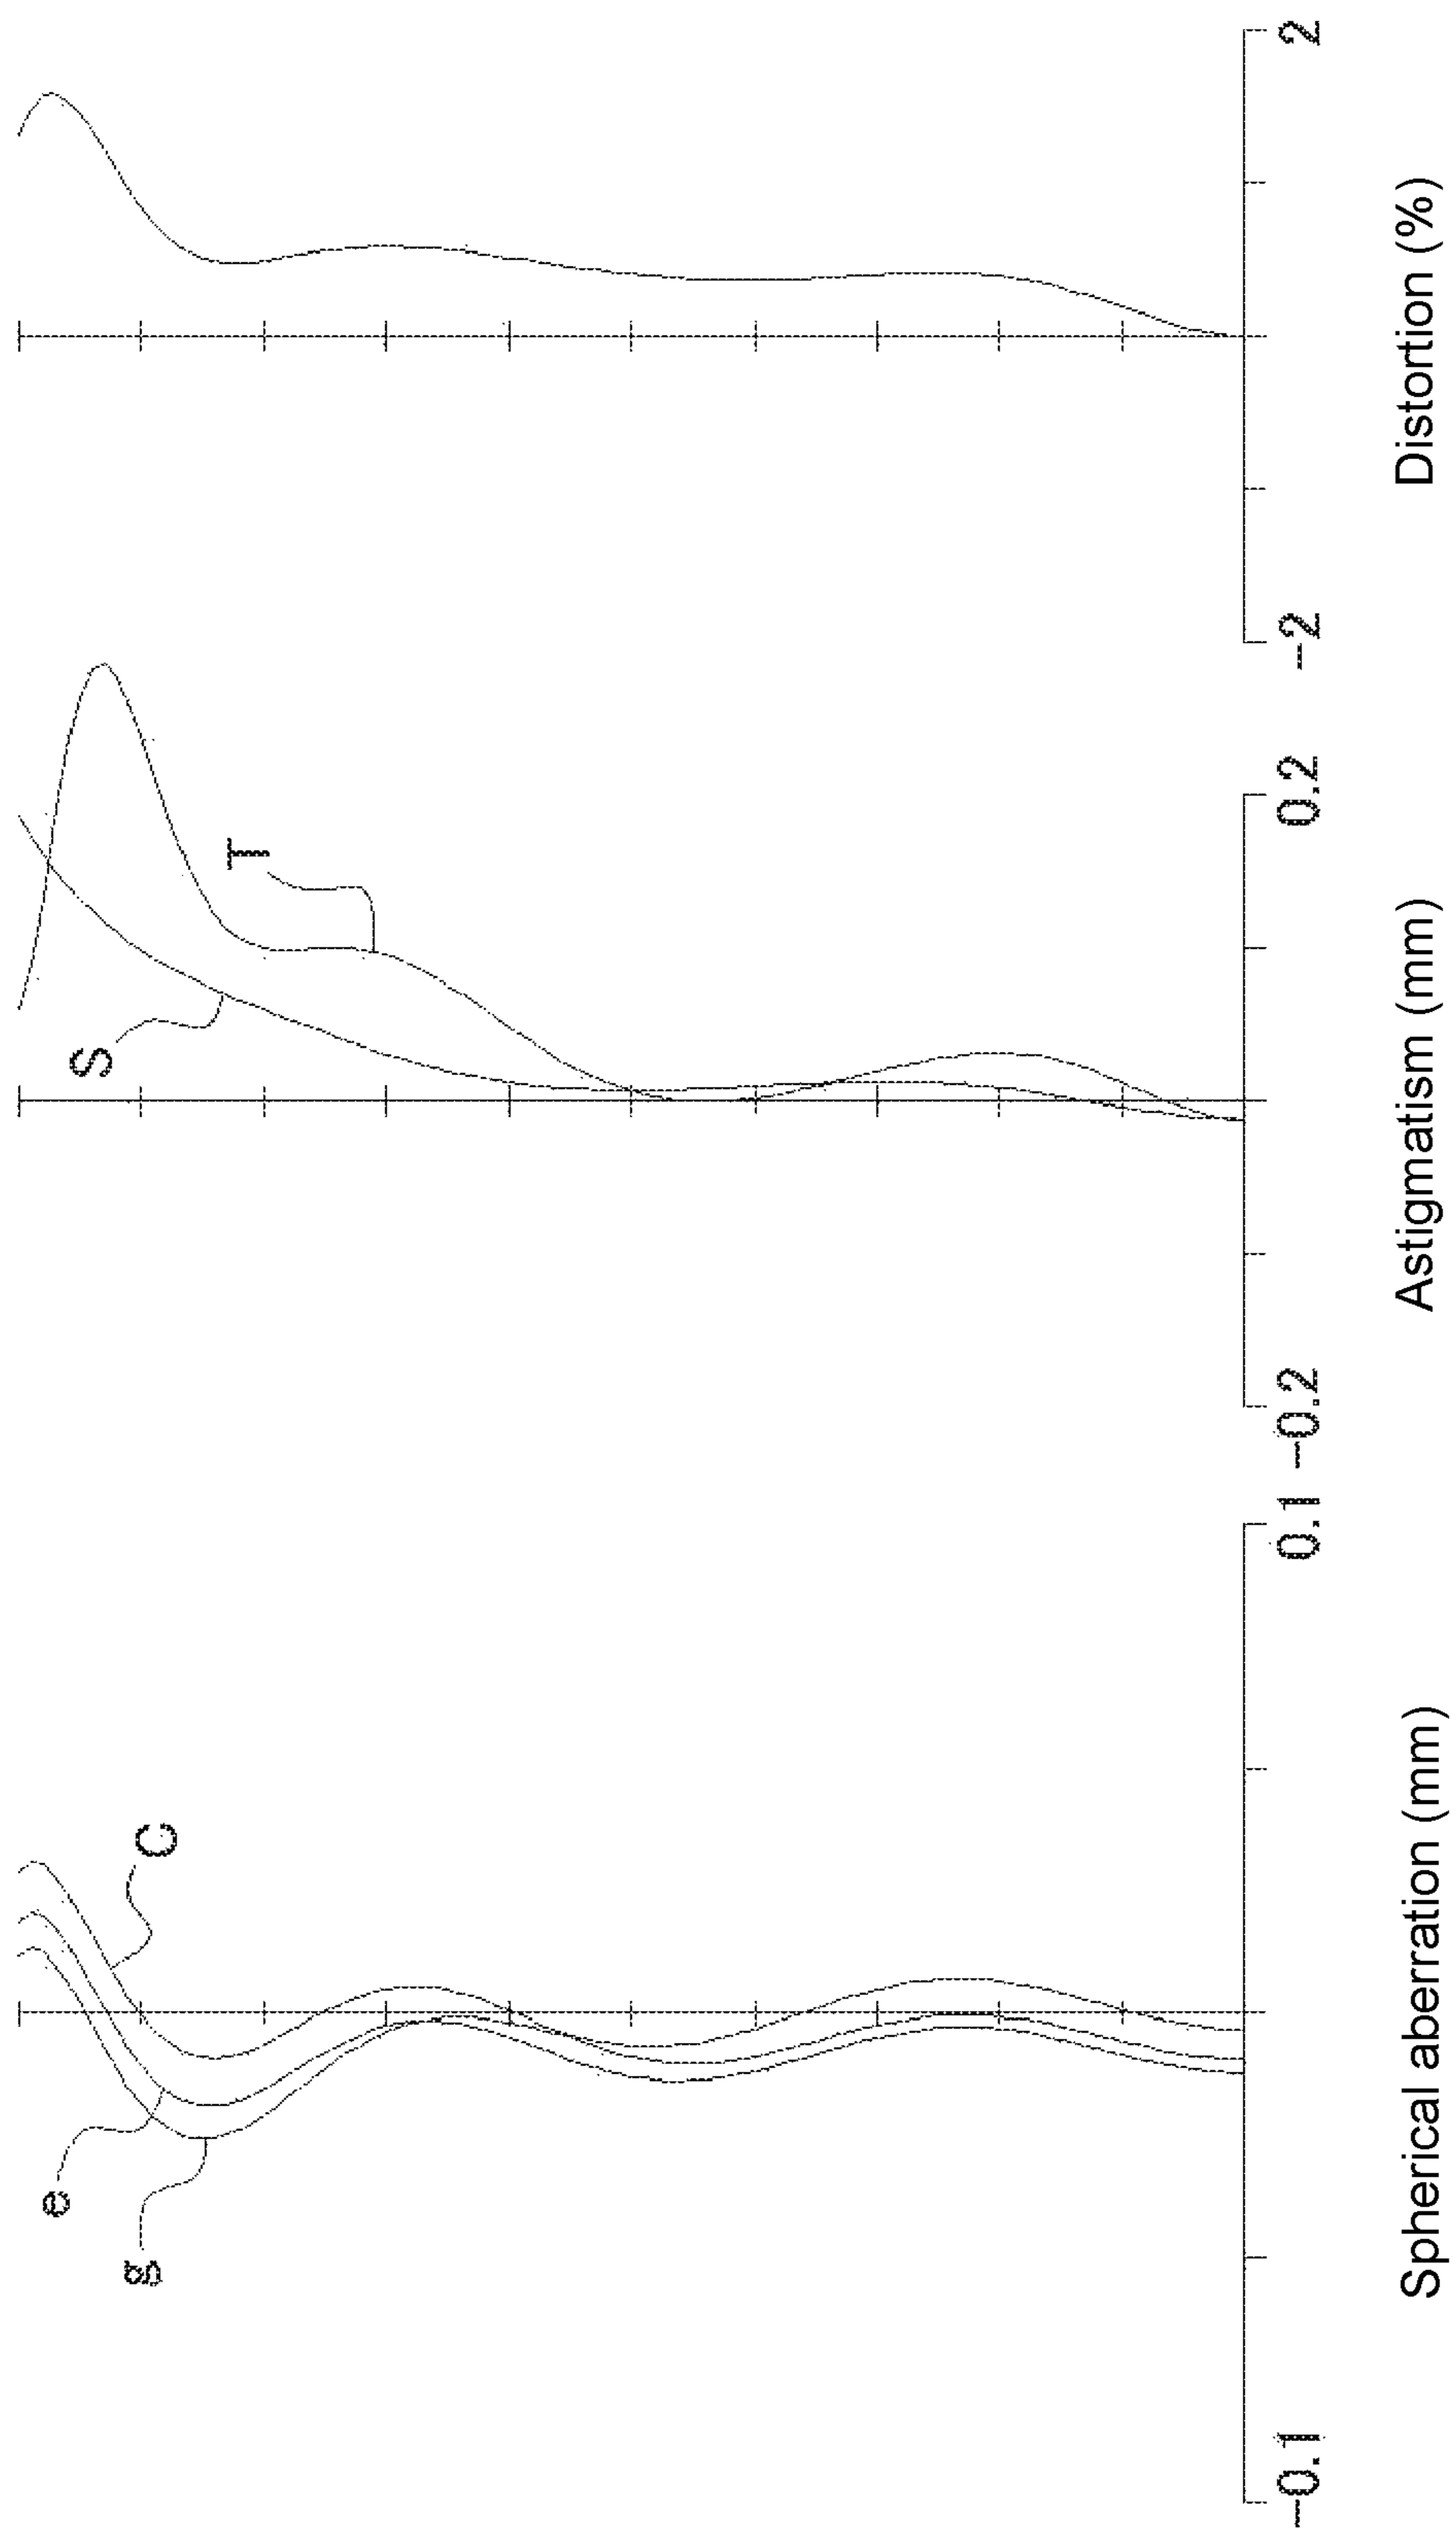 C
e
g
-0.1
0.1
Spherical aberration (mm)
S
T
-0.2
0.2
Astigmatism (mm)
-2
2
Distortion (%)